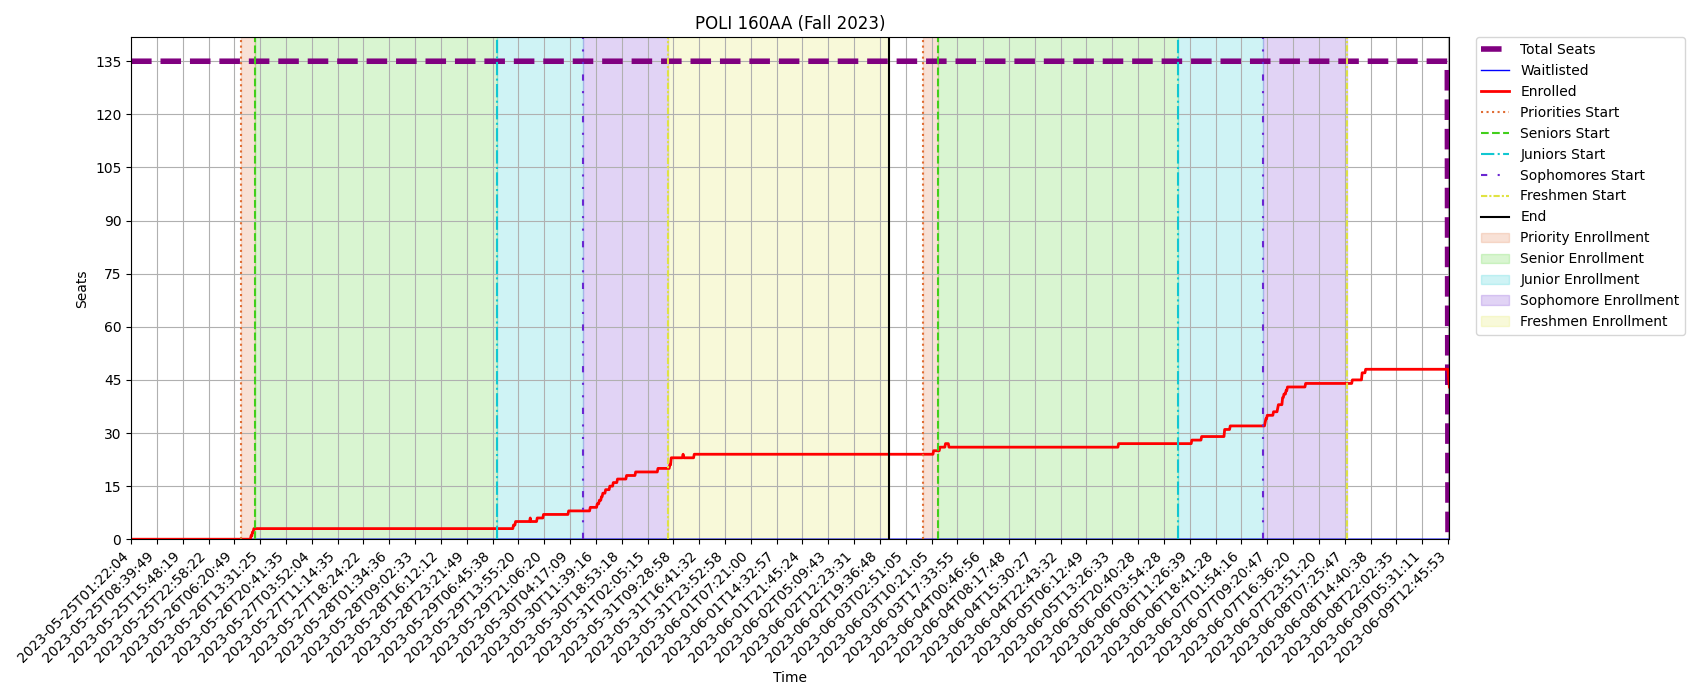 POLI 160AA (Fall 2023)
Seats
135
120
105
90
75
60
45
30
15
0
2023-05-25T01:22:04
2023-05-25T08:39:49
2023-05-25T15:48:19
2023-05-25T22:58:22
2023-05-26T06:20:49
2023-05-26T13:31:25
2023-05-26T20:41:35
2023-05-27T03:52:04
2023-05-27T11:14:35
2023-05-27T18:24:22
2023-05-28T01:34:36
2023-05-28T09:02:33
2023-05-28T16:12:12
2023-05-28T23:21:49
2023-05-29T06:45:38
2023-05-29T13:55:20
2023-05-29T21:06:20
2023-05-30T04:17:09
2023-05-30T11:39:16
2023-05-30T18:53:18
2023-05-31T02:05:15
2023-05-31T09:28:58
2023-05-31T16:41:32
2023-05-31T23:52:58
2023-06-01T07:21:00
2023-06-01T14:32:57
2023-06-01T21:45:24
2023-06-02T05:09:43
2023-06-02T12:23:31
2023-06-02T19:36:48
2023-06-03T02:51:05
2023-06-03T10:21:05
2023-06-03T17:33:55
2023-06-04T00:46:56
2023-06-04T08:17:48
2023-06-04T15:30:27
2023-06-04T22:43:32
2023-06-05T06:12:49
2023-06-05T13:26:33
2023-06-05T20:40:28
2023-06-06T03:54:28
2023-06-06T11:26:39
2023-06-06T18:41:28
2023-06-07T01:54:16
2023-06-07T09:20:47
2023-06-07T16:36:20
2023-06-07T23:51:20
2023-06-08T07:25:47
2023-06-08T14:40:38
2023-06-08T22:02:35
2023-06-09T05:31:11
2023-06-09T12:45:53
Time
Total Seats
Waitlisted
Enrolled
Priorities Start
Seniors Start
Juniors Start
Sophomores Start
Freshmen Start
End
Priority Enrollment
Senior Enrollment
Junior Enrollment
Sophomore Enrollment
Freshmen Enrollment